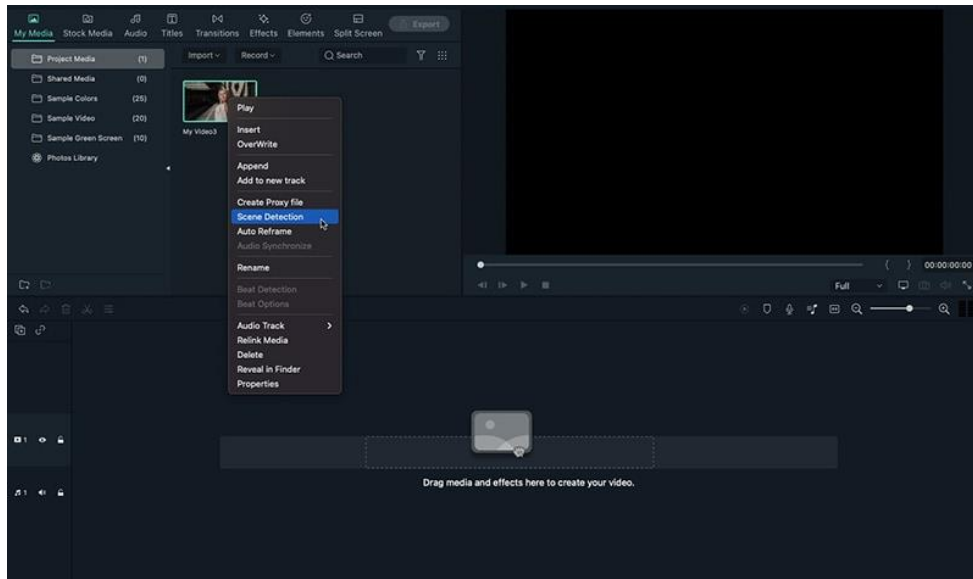 My Media Stock Media Audio Titles Transitions Effects Elements Split Screen Export
Project Media (1) Import Record Search
Shared Media (0)
Sample Colors (25)
Sample Video (20)
Sample Green Screen (10)
Photos Library
My Video3
Play
Insert
OverWrite
Append
Add to new track
Create Proxy file
Scene Detection
Auto Reframe
Audio Synchronize
Rename
Beat Detection
Beat Options
Audio Track
Relink Media
Delete
Reveal in Finder
Properties
{ } 00:00:00:00
Full
1
1
Drag media and effects here to create your video.